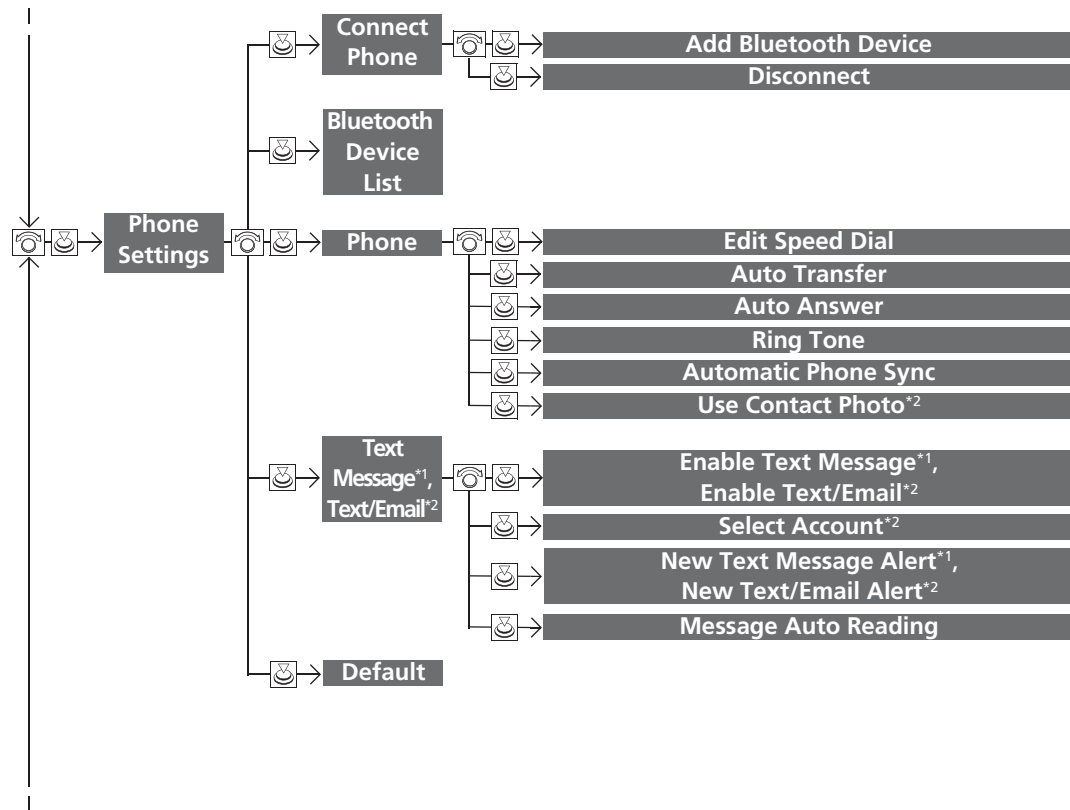 Connect
Phone
Add Bluetooth Device
Disconnect
Bluetooth
Device
List
Phone
Settings
Phone
Edit Speed Dial
Auto Transfer
Auto Answer
Ring Tone
Automatic Phone Sync
Use Contact Photo*2
Text
Message*1,
Text/Email*2
Enable Text Message*1,
Enable Text/Email*2
Select Account*2
New Text Message Alert*1,
New Text/Email Alert*2
Message Auto Reading
Default